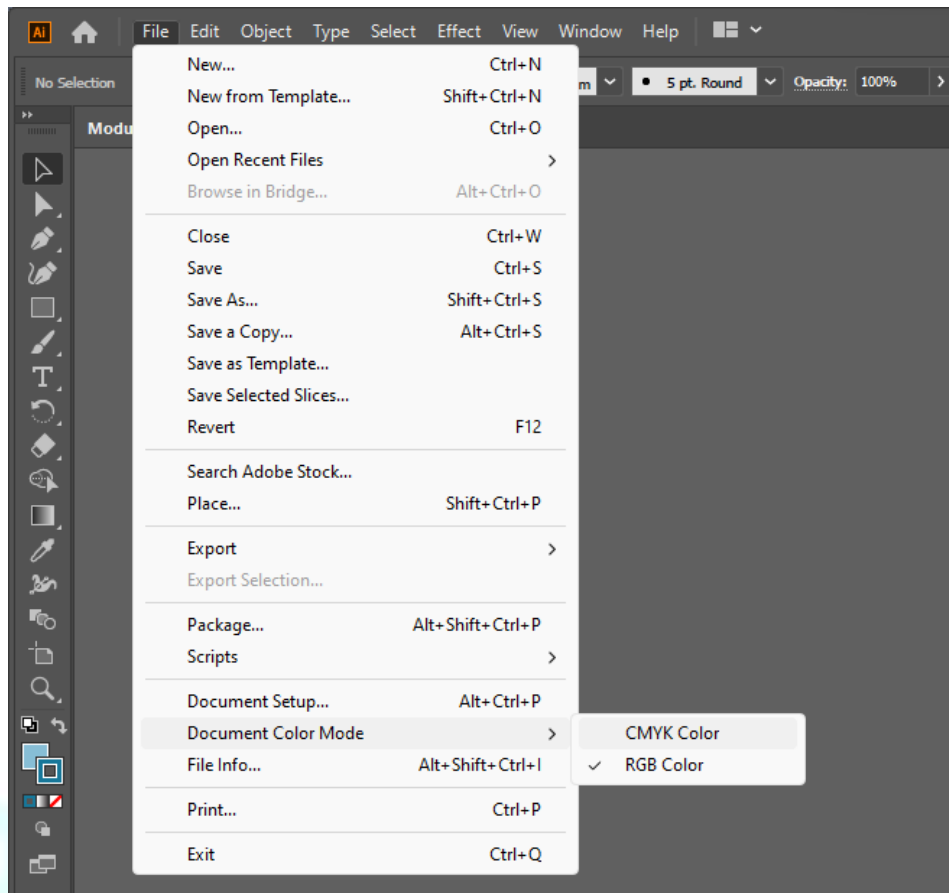 Ai File Edit Object Type Select Effect View Window Help
No Selection m 5 pt. Round Opacity: 100%
Modu
New... Ctrl+N
New from Template... Shift+Ctrl+N
Open... Ctrl+O
Open Recent Files
Browse in Bridge... Alt+Ctrl+O
Close Ctrl+W
Save Ctrl+S
Save As... Shift+Ctrl+S
Save a Copy... Alt+Ctrl+S
Save as Template...
Save Selected Slices...
Revert F12
Search Adobe Stock...
Place... Shift+Ctrl+P
Export
Export Selection...
Package... Alt+Shift+Ctrl+P
Scripts
Document Setup... Alt+Ctrl+P
Document Color Mode CMYK Color
File Info... Alt+Shift+Ctrl+I RGB Color
Print... Ctrl+P
Exit Ctrl+Q